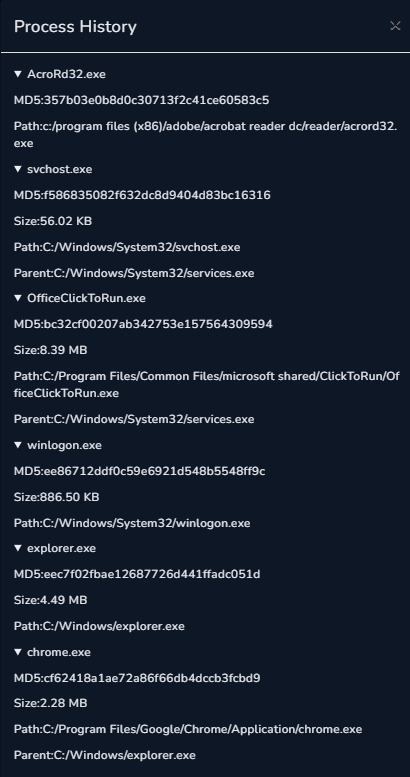 Process History
▼ AcroRd32.exe
MD5:357b03e0b8d0c30713f2c41ce60583c5
Path:c:/program files (x86)/adobe/acrobat reader dc/reader/acrord32.
exe
▼ svchost.exe
MD5:f586835082f632dc8d9404d83bc16316
Size:56.02 KB
Path:C:/Windows/System32/svchost.exe
Parent:C:/Windows/System32/services.exe
▼ OfficeClickToRun.exe
MD5:bc32cf00207ab342753e157564309594
Size:8.39 MB
Path:C:/Program Files/Common Files/microsoft shared/ClickToRun/Of
ficeClickToRun.exe
Parent:C:/Windows/System32/services.exe
▼ winlogon.exe
MD5:ee86712ddf0c59e6921d548b5548ff9c
Size:886.50 KB
Path:C:/Windows/System32/winlogon.exe
▼ explorer.exe
MD5:eec7f02fbae12687726d441ffadc051d
Size:4.49 MB
Path:C:/Windows/explorer.exe
▼ chrome.exe
MD5:cf62418a1ae72a86f66db4dccb3fcbd9
Size:2.28 MB
Path:C:/Program Files/Google/Chrome/Application/chrome.exe
Parent:C:/Windows/explorer.exe